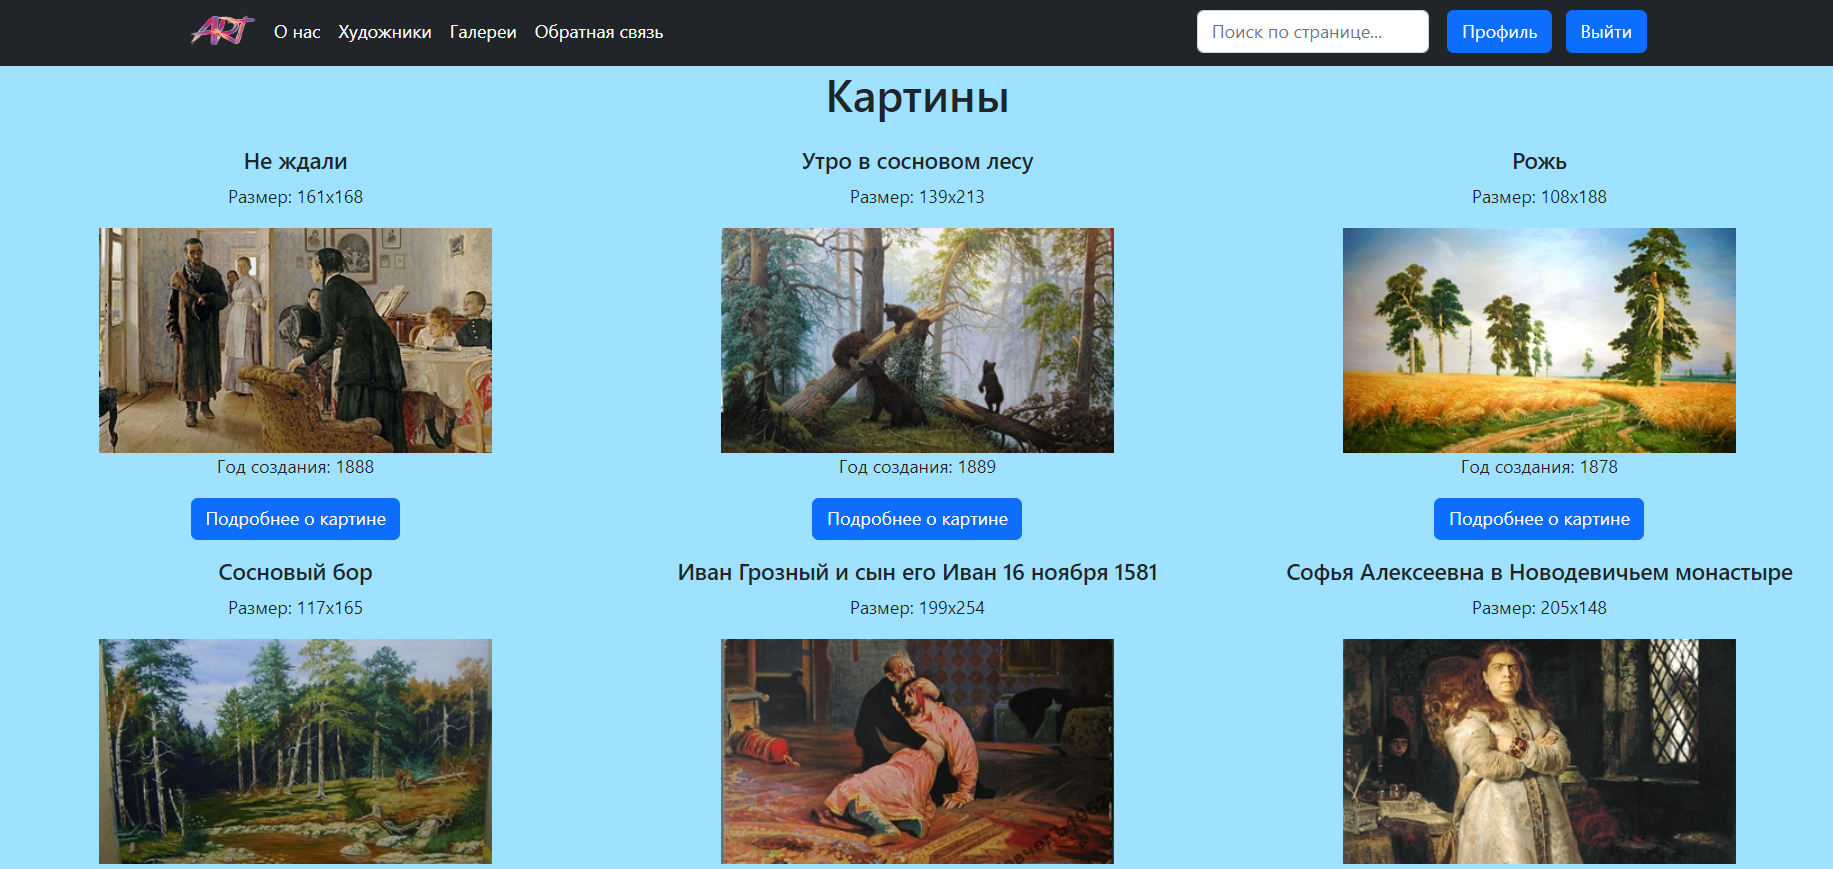 ART О нас Художники Галереи Обратная связь Поиск по странице... Профиль Выйти
Картины
Не ждали Утро в сосновом лесу Рожь
Размер: 161x168 Размер: 139x213 Размер: 108x188
Год создания: 1888 Год создания: 1889 Год создания: 1878
Подробнее о картине Подробнее о картине Подробнее о картине
Сосновый бор Иван Грозный и сын его Иван 16 ноября 1581 Софья Алексеевна в Новодевичьем монастыре
Размер: 117x165 Размер: 199x254 Размер: 205x148